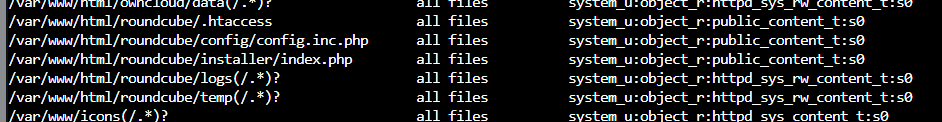 /var/www/html/owncloud/data(/.*)? all files system_u:object_r:httpd_sys_rw_content_t:s0
/var/www/html/roundcube/.htaccess all files system_u:object_r:public_content_t:s0
/var/www/html/roundcube/config/config.inc.php all files system_u:object_r:public_content_t:s0
/var/www/html/roundcube/installer/index.php all files system_u:object_r:public_content_t:s0
/var/www/html/roundcube/logs(/.*)? all files system_u:object_r:httpd_sys_rw_content_t:s0
/var/www/html/roundcube/temp(/.*)? all files system_u:object_r:httpd_sys_rw_content_t:s0
/var/www/icons(/.*)? all files system_u:object_r:httpd_sys_content_t:s0